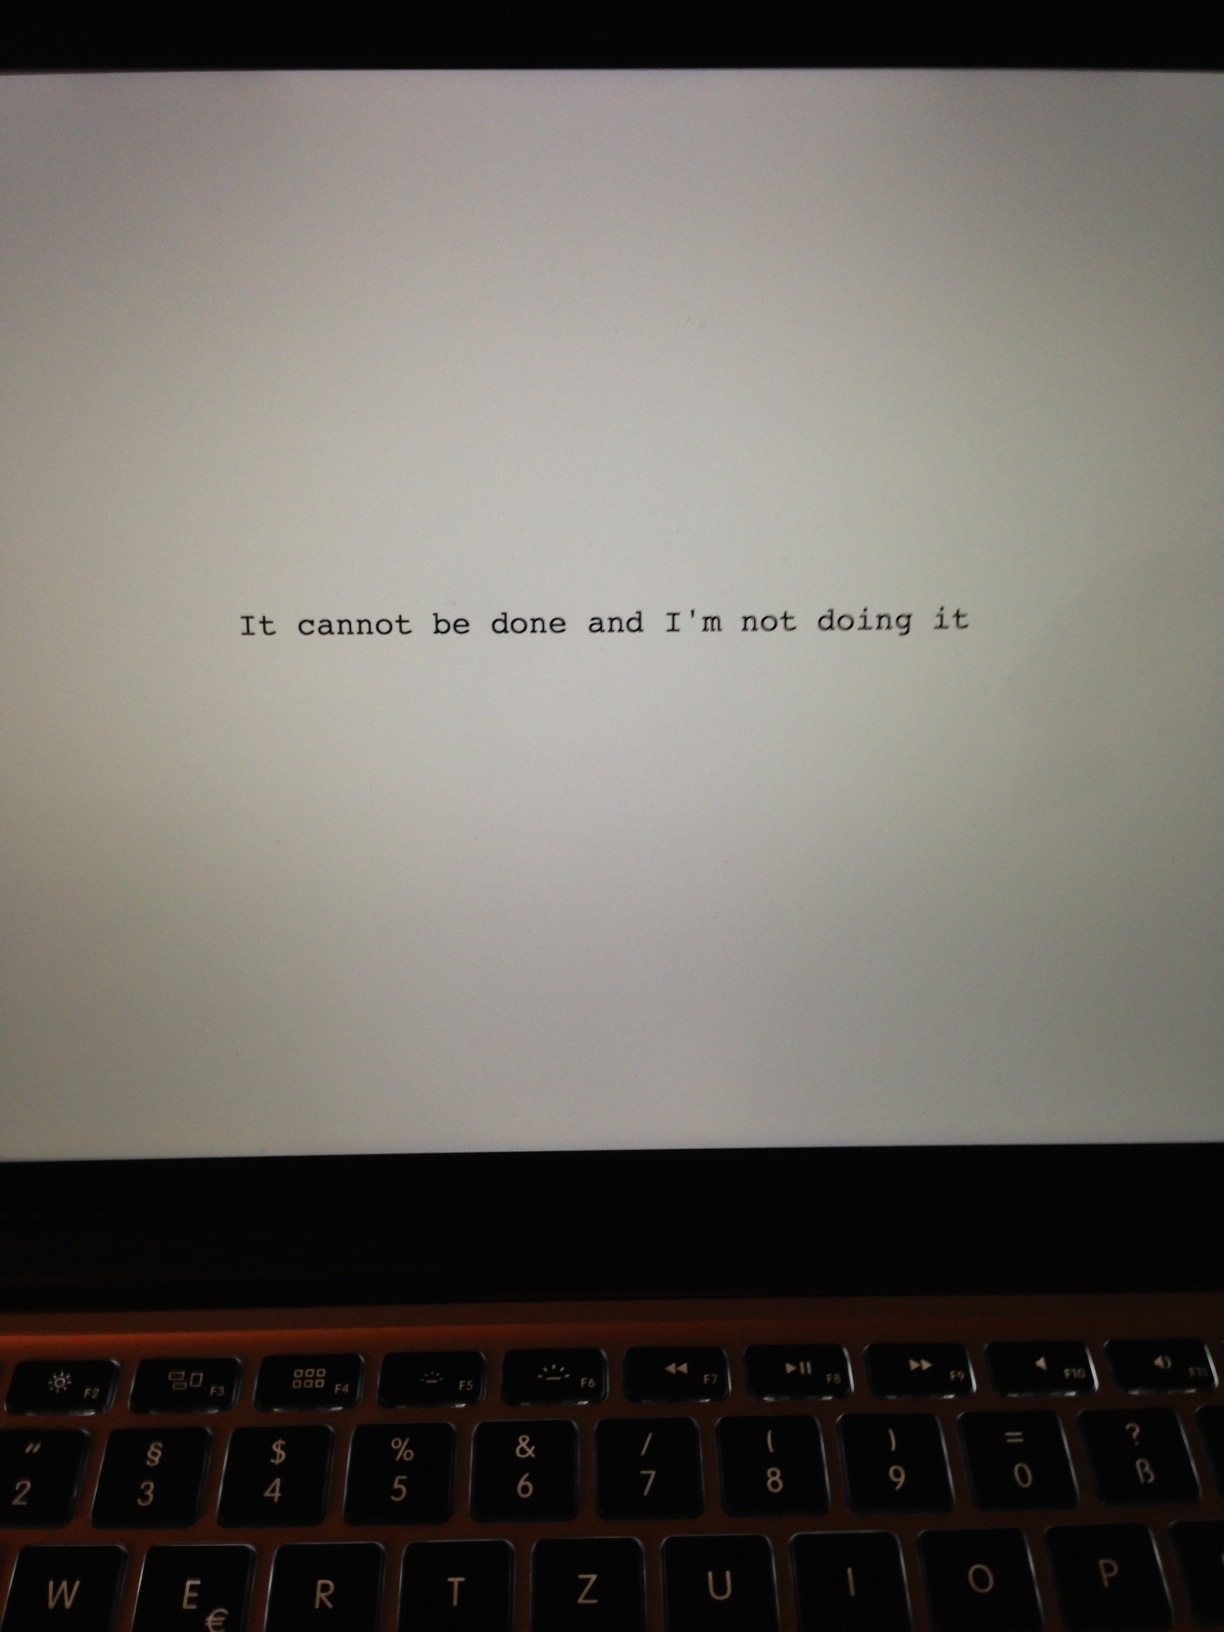 It cannot be done and I'm not doing it
F2 F3 F4 F5 F6 F7 F8 F9 F10 F11
" § $ % & / ( ) = ?
2 3 4 5 6 7 8 9 0 ß
W E € R T Z U I O P